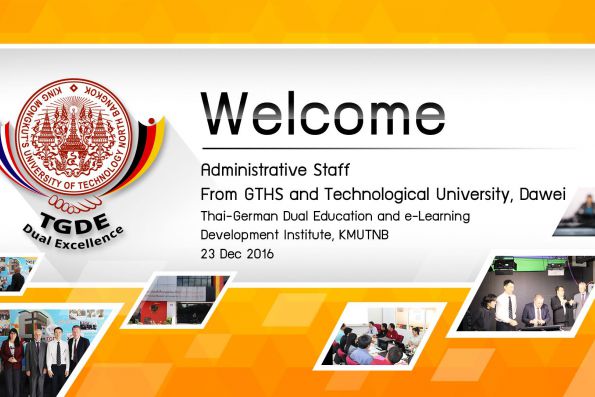 KING MONGKUT'S UNIVERSITY OF TECHNOLOGY NORTH BANGKOK
TGDE
Dual Excellence
Welcome
Administrative Staff
From GTHS and Technological University, Dawei
Thai-German Dual Education and e-Learning
Development Institute, KMUTNB
23 Dec 2016